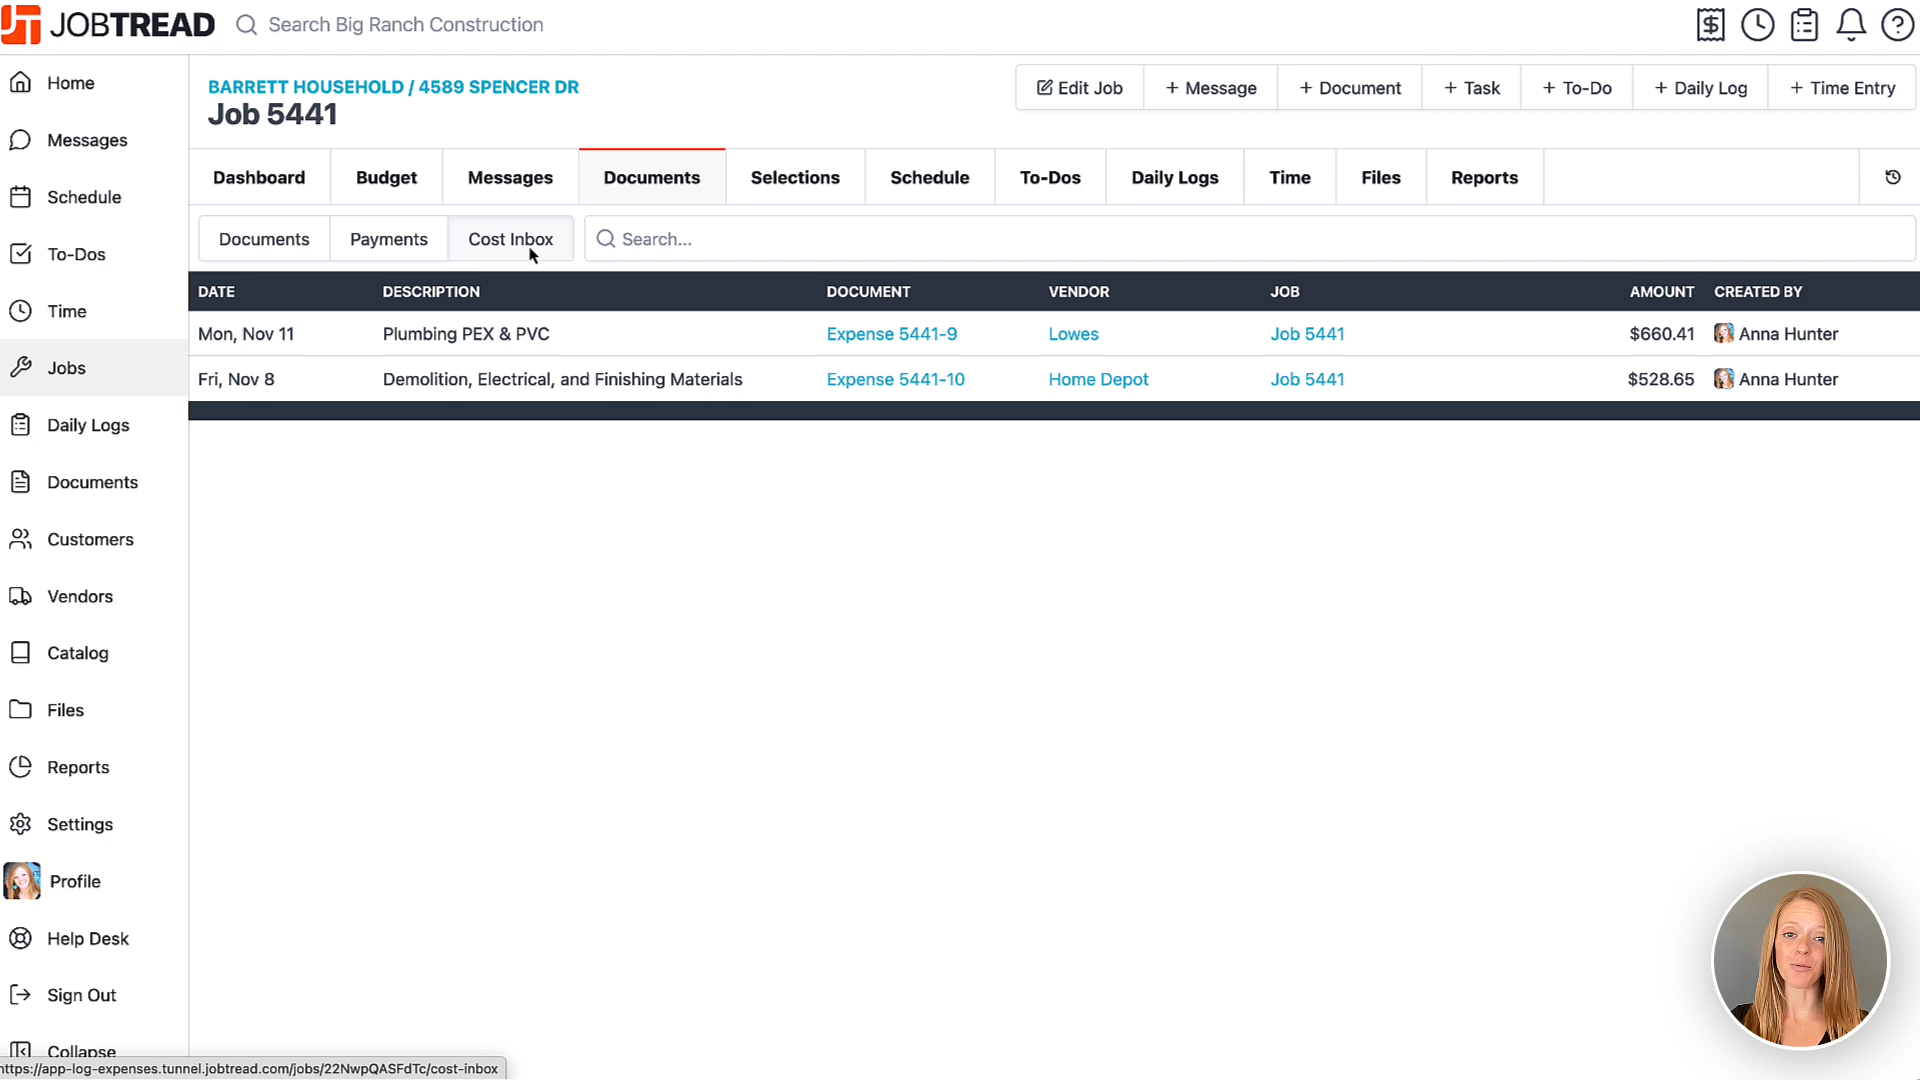 JOBTREAD
Search Big Ranch Construction
Home
Messages
Schedule
To-Dos
Time
Jobs
Daily Logs
Documents
Customers
Vendors
Catalog
Files
Reports
Settings
Profile
Help Desk
Sign Out
Collapse
BARRETT HOUSEHOLD / 4589 SPENCER DR
Job 5441
Edit Job + Message + Document + Task + To-Do + Daily Log + Time Entry
Dashboard Budget Messages Documents Selections Schedule To-Dos Daily Logs Time Files Reports
Documents Payments Cost Inbox Search...
DATE DESCRIPTION DOCUMENT VENDOR JOB AMOUNT CREATED BY
Mon, Nov 11 Plumbing PEX & PVC Expense 5441-9 Lowes Job 5441 $660.41 Anna Hunter
Fri, Nov 8 Demolition, Electrical, and Finishing Materials Expense 5441-10 Home Depot Job 5441 $528.65 Anna Hunter
https://app-log-expenses.tunnel.jobtread.com/jobs/22NwpQASFdTc/cost-inbox